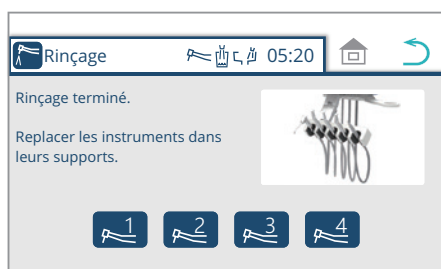 Rinçage
05:20
Rinçage terminé.
Replacer les instruments dans
leurs supports.
1
2
3
4